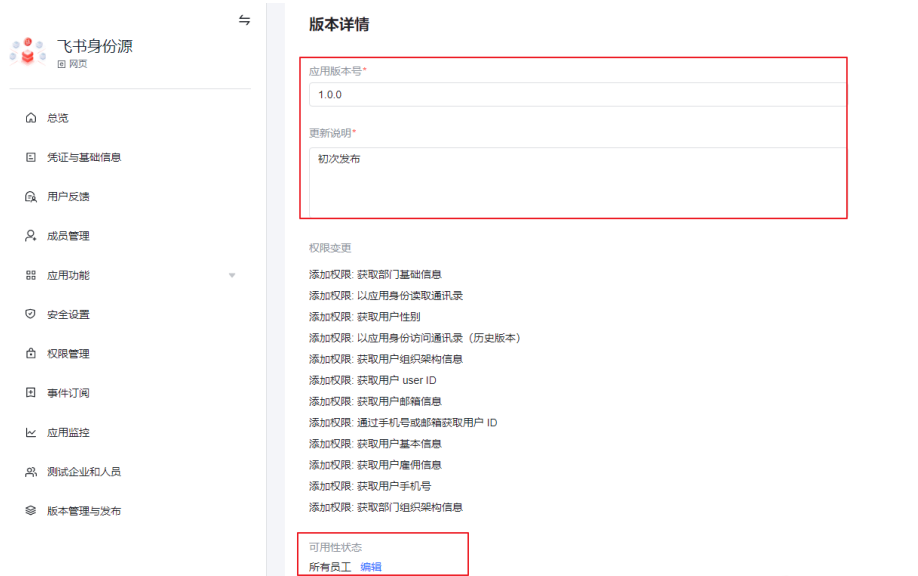 飞书身份源
网页
总览
凭证与基础信息
用户反馈
成员管理
应用功能
安全设置
权限管理
事件订阅
应用监控
测试企业和人员
版本管理与发布
版本详情
应用版本号*
1.0.0
更新说明*
初次发布
权限变更
添加权限: 获取部门基础信息
添加权限: 以应用身份读取通讯录
添加权限: 获取用户性别
添加权限: 以应用身份访问通讯录（历史版本）
添加权限: 获取用户组织架构信息
添加权限: 获取用户 user ID
添加权限: 获取用户邮箱信息
添加权限: 通过手机号或邮箱获取用户 ID
添加权限: 获取用户基本信息
添加权限: 获取用户雇佣信息
添加权限: 获取用户手机号
添加权限: 获取部门组织架构信息
可用性状态
所有员工 编辑